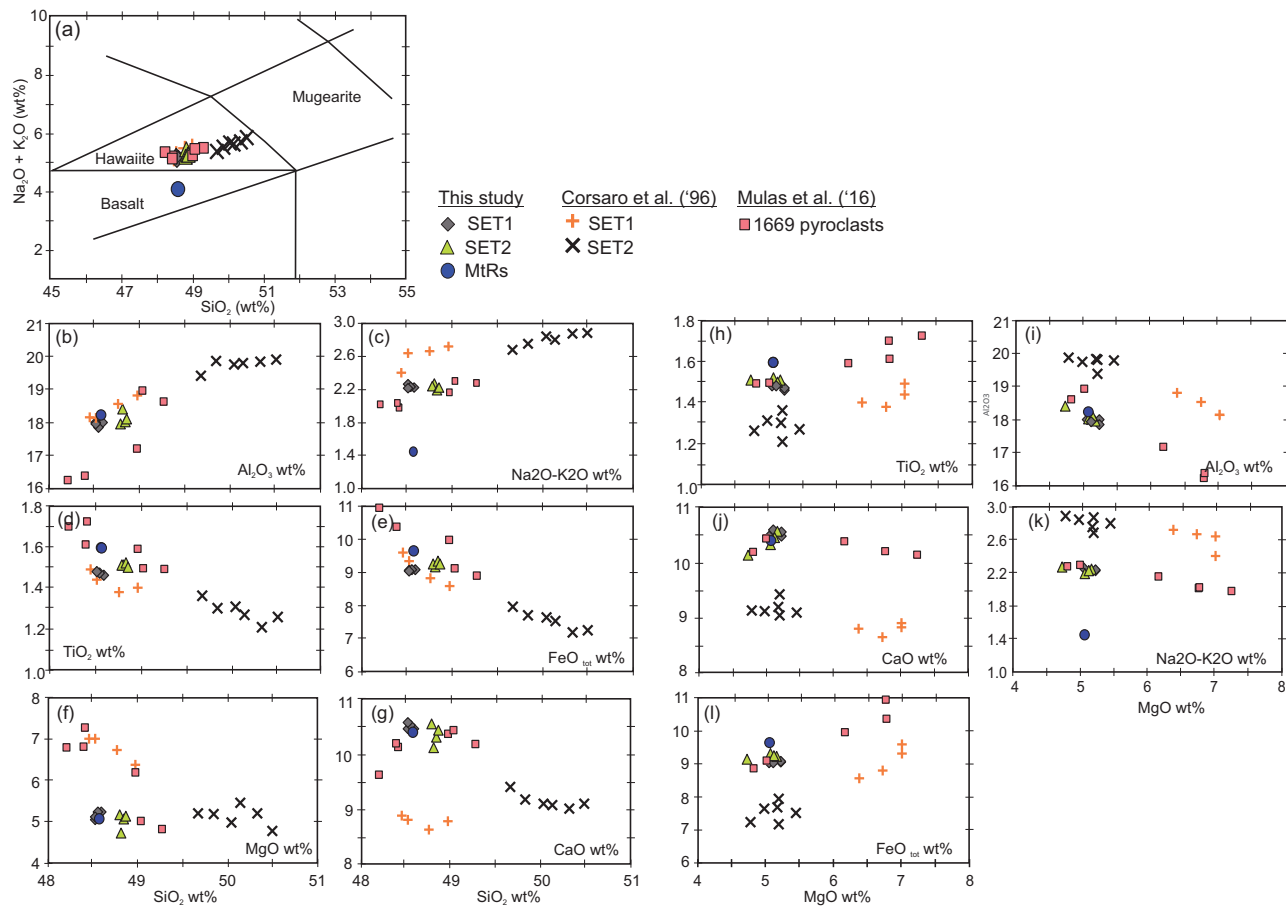 (a)
Na₂O + K₂O (wt%)
10
8
6
4
2
Mugearite
Hawaiite
Basalt
45 47 49 51 53 55
SiO₂ (wt%)
This study Corsaro et al. ('96) Mulas et al. ('16)
SET1 SET1 1669 pyroclasts
SET2 SET2
MtRs
(b)
21
20
19
18
17
16
Al₂O₃ wt%
(c)
3.0
2.6
2.2
1.8
1.4
1.0
Na2O-K2O wt%
(h)
1.8
1.6
1.4
1.2
1.0
TiO₂ wt%
(i)
21
20
19
18
17
16
Al2O3
Al₂O₃ wt%
(d)
1.8
1.6
1.4
1.2
1.0
TiO₂ wt%
(e)
11
10
9
8
7
6
FeO tot wt%
(j)
11
10
9
8
CaO wt%
(k)
3.0
2.6
2.2
1.8
1.4
1.0
Na2O-K2O wt%
4 5 6 7 8
MgO wt%
(f)
8
7
6
5
4
MgO wt%
48 49 50 51
SiO₂ wt%
(g)
11
10
9
8
CaO wt%
48 49 50 51
SiO₂ wt%
(l)
11
10
9
8
7
6
FeO tot wt%
4 5 6 7 8
MgO wt%